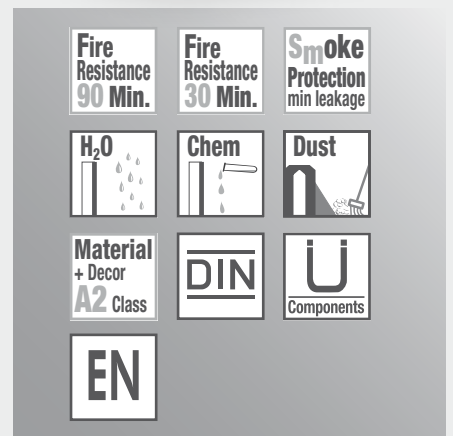 Fire
Resistance
90 Min.
Fire
Resistance
30 Min.
Smoke
Protection
min leakage
H₂O
Chem
Dust
Material
+ Decor
A2 Class
DIN
Ü
Components
EN